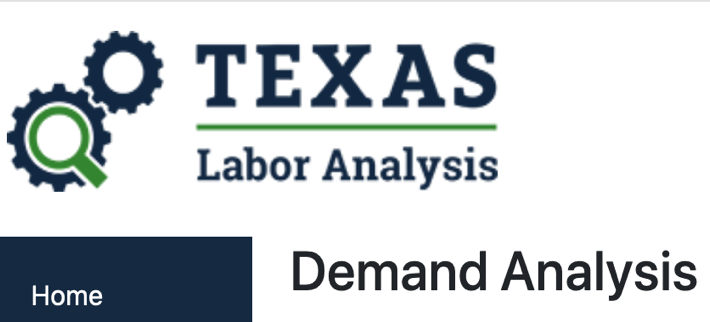 TEXAS
Labor Analysis
Demand Analysis
Home